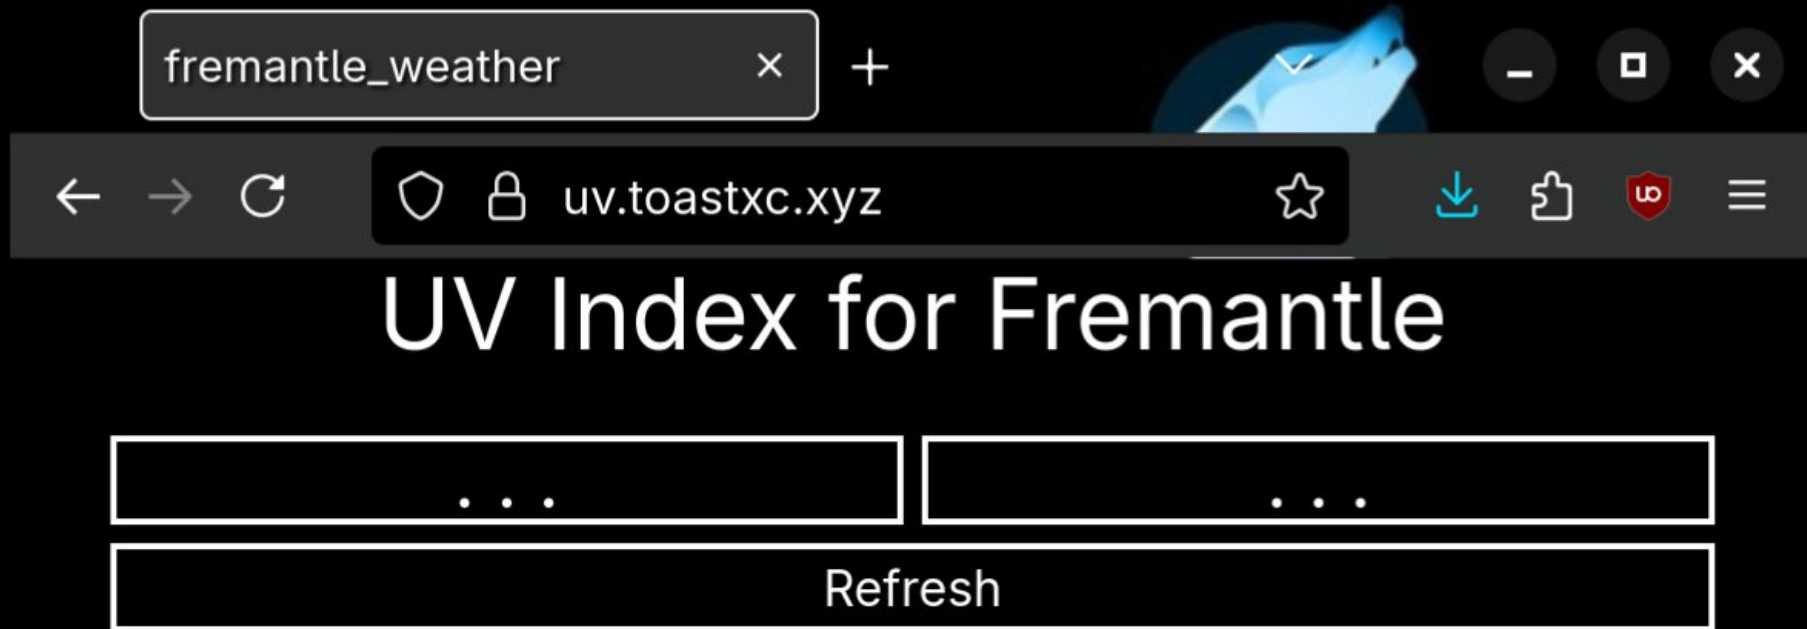 fremantle_weather
uv.toastxc.xyz
UV Index for Fremantle
... ...
Refresh